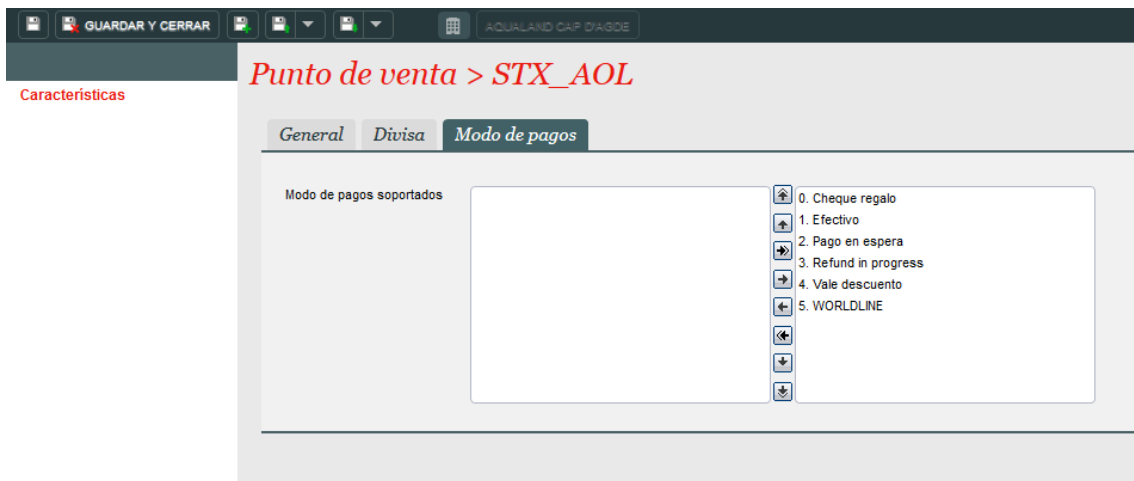 GUARDAR Y CERRAR
AQUALAND CAP D'AGDE
Punto de venta > STX_AOL
Características
General Divisa Modo de pagos
Modo de pagos soportados
0. Cheque regalo
1. Efectivo
2. Pago en espera
3. Refund in progress
4. Vale descuento
5. WORLDLINE